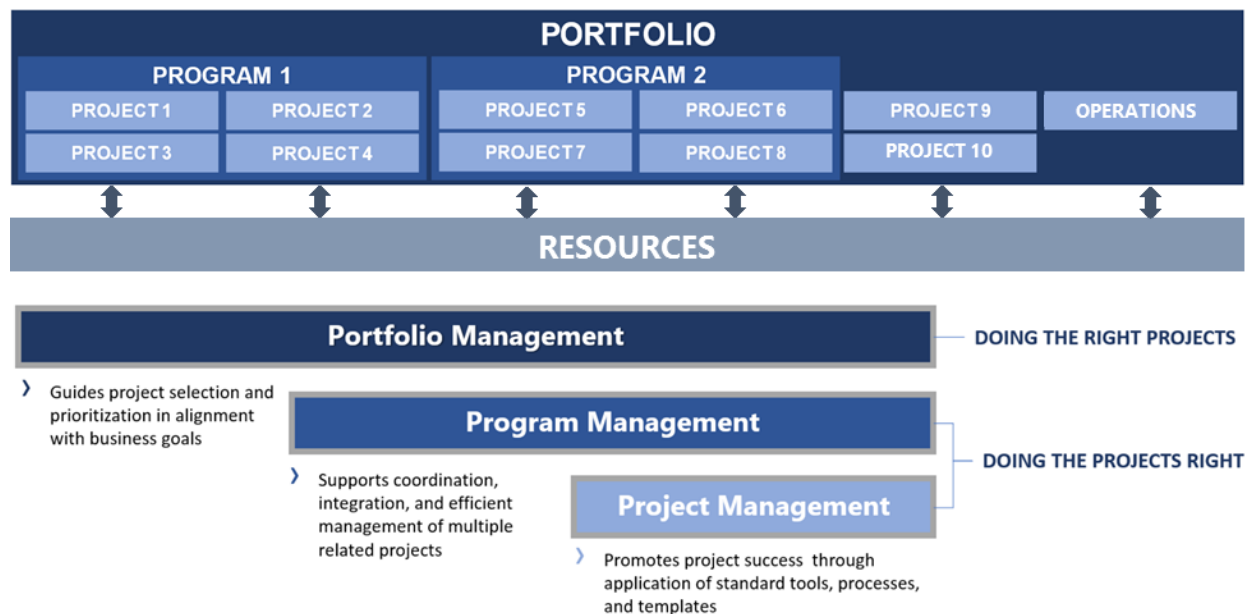 PORTFOLIO
PROGRAM 1
PROGRAM 2
PROJECT 1
PROJECT 2
PROJECT 5
PROJECT 6
PROJECT 9
OPERATIONS
PROJECT 3
PROJECT 4
PROJECT 7
PROJECT 8
PROJECT 10
RESOURCES
Portfolio Management
DOING THE RIGHT PROJECTS
› Guides project selection and
prioritization in alignment
with business goals
Program Management
DOING THE PROJECTS RIGHT
› Supports coordination,
integration, and efficient
management of multiple
related projects
Project Management
› Promotes project success through
application of standard tools, processes,
and templates